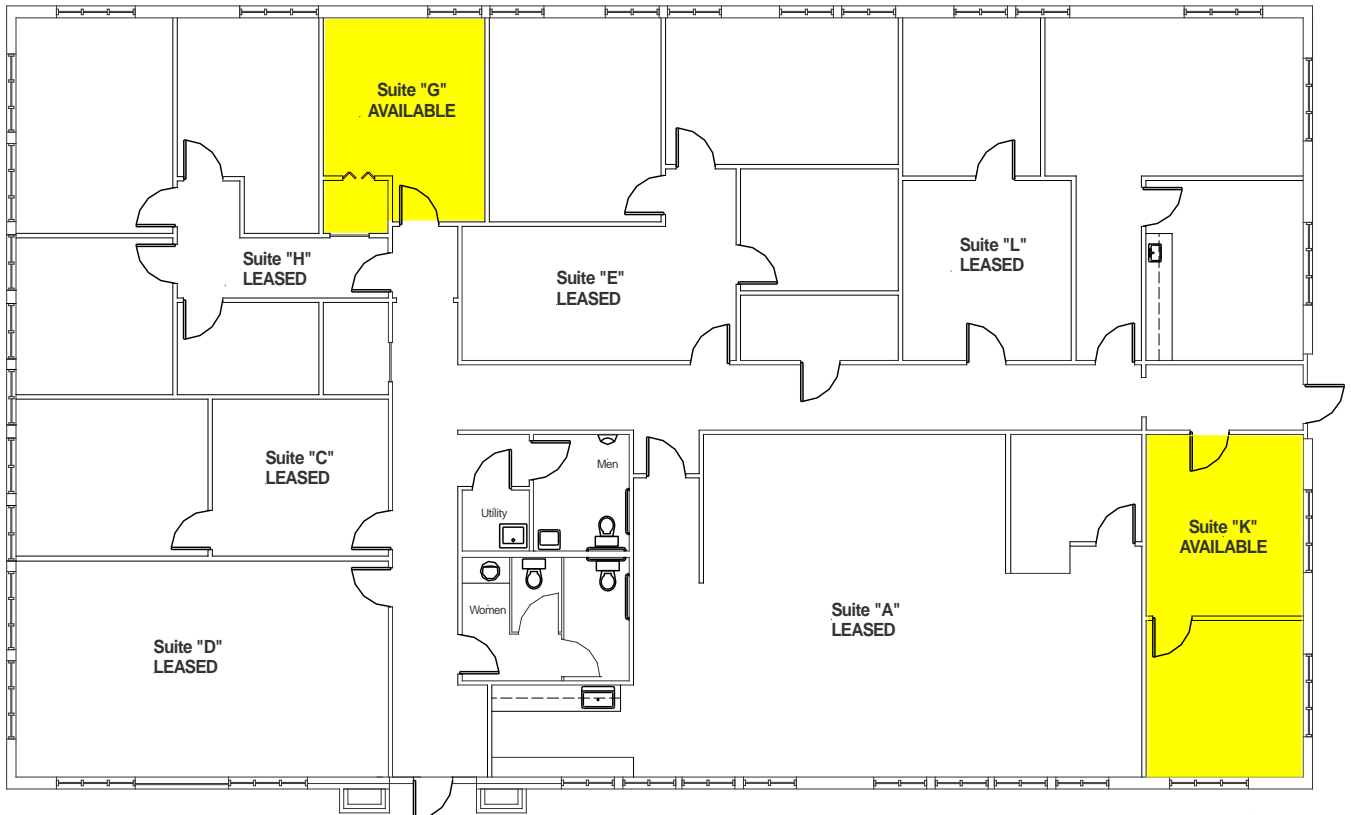 Suite "G"
AVAILABLE
Suite "H"
LEASED
Suite "E"
LEASED
Suite "L"
LEASED
Suite "C"
LEASED
Men
Utility
Suite "K"
AVAILABLE
Women
Suite "A"
LEASED
Suite "D"
LEASED